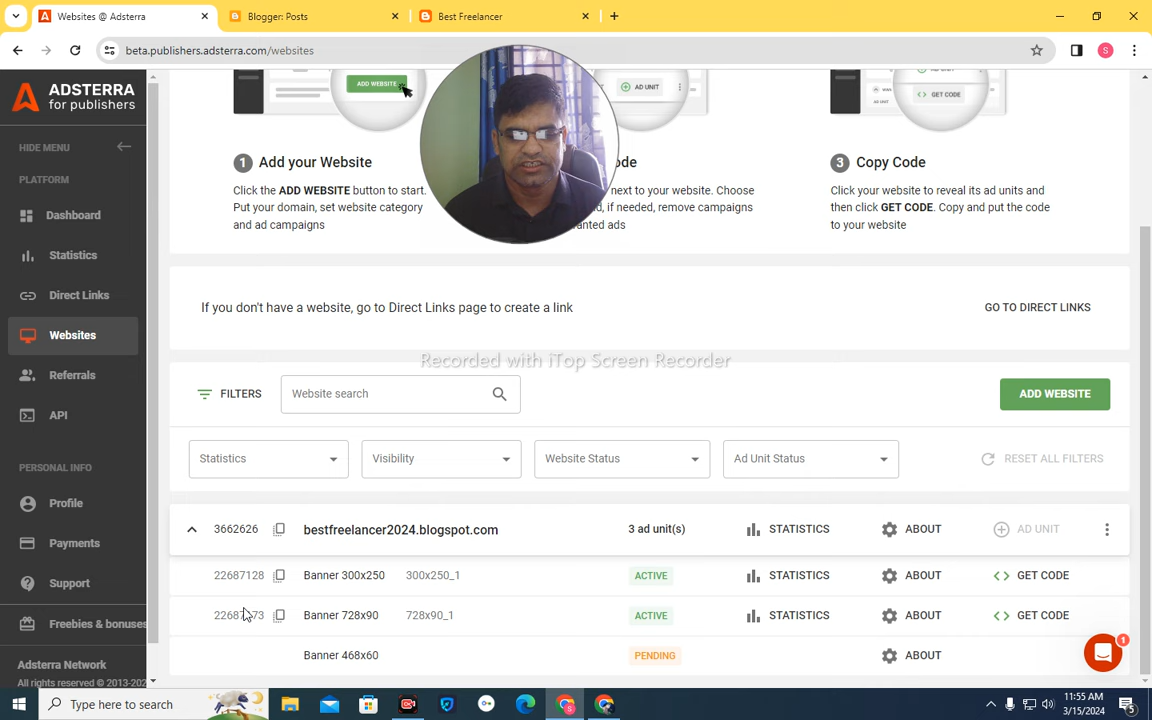 Websites @ Adsterra
Blogger: Posts
Best Freelancer
beta.publishers.adsterra.com/websites
S
ADSTERRA
for publishers
HIDE MENU
PLATFORM
Dashboard
Statistics
Direct Links
Websites
Referrals
API
PERSONAL INFO
Profile
Payments
Support
Freebies & bonuses
Adsterra Network
All rights reserved © 2013-202
ADD WEBSITE
AD UNIT
GET CODE
1 Add your Website
Click the ADD WEBSITE button to start.
Put your domain, set website category
and ad campaigns
ode
next to your website. Choose
d, if needed, remove campaigns
anted ads
3 Copy Code
Click your website to reveal its ad units and
then click GET CODE. Copy and put the code
to your website
If you don't have a website, go to Direct Links page to create a link
GO TO DIRECT LINKS
Recorded with iTop Screen Recorder
FILTERS
Website search
ADD WEBSITE
Statistics
Visibility
Website Status
Ad Unit Status
RESET ALL FILTERS
3662626 bestfreelancer2024.blogspot.com 3 ad unit(s) STATISTICS ABOUT AD UNIT
22687128 Banner 300x250 300x250_1 ACTIVE STATISTICS ABOUT GET CODE
Banner 728x90 728x90_1 ACTIVE STATISTICS ABOUT GET CODE
Banner 468x60 PENDING ABOUT
1
Type here to search
11:55 AM
3/15/2024
5